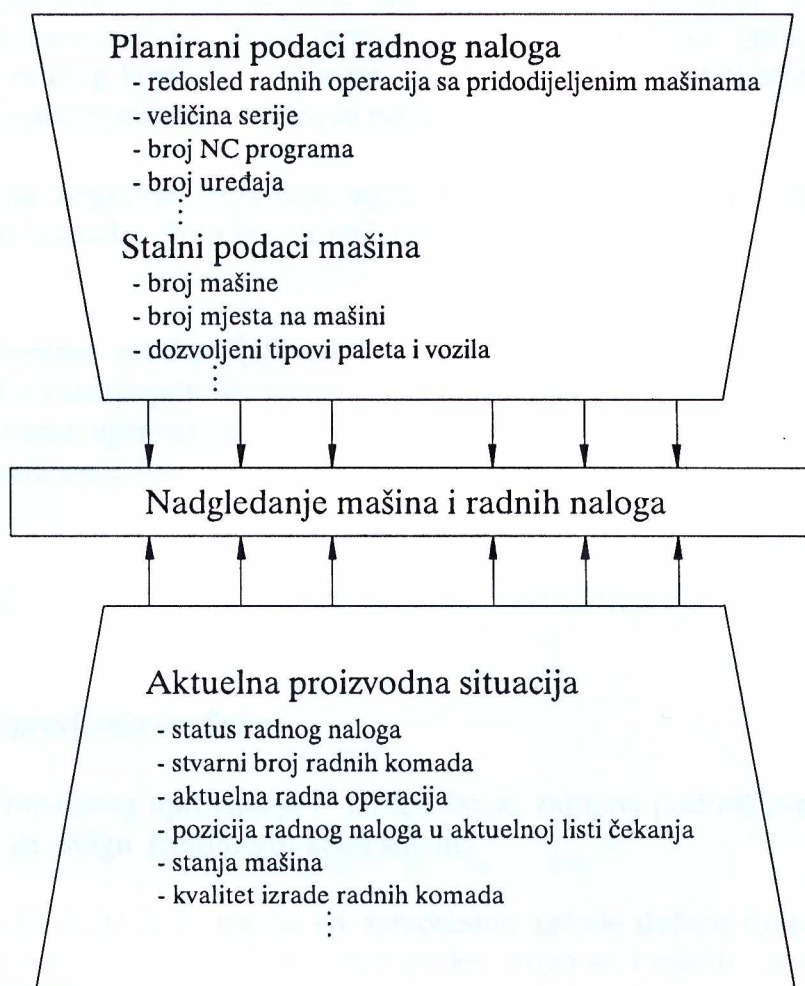 Planirani podaci radnog naloga
- redosled radnih operacija sa pridodijeljenim mašinama
- veličina serije
- broj NC programa
- broj uređaja
Stalni podaci mašina
- broj mašine
- broj mjesta na mašini
- dozvoljeni tipovi paleta i vozila
Nadgledanje mašina i radnih naloga
Aktuelna proizvodna situacija
- status radnog naloga
- stvarni broj radnih komada
- aktuelna radna operacija
- pozicija radnog naloga u aktuelnoj listi čekanja
- stanja mašina
- kvalitet izrade radnih komada